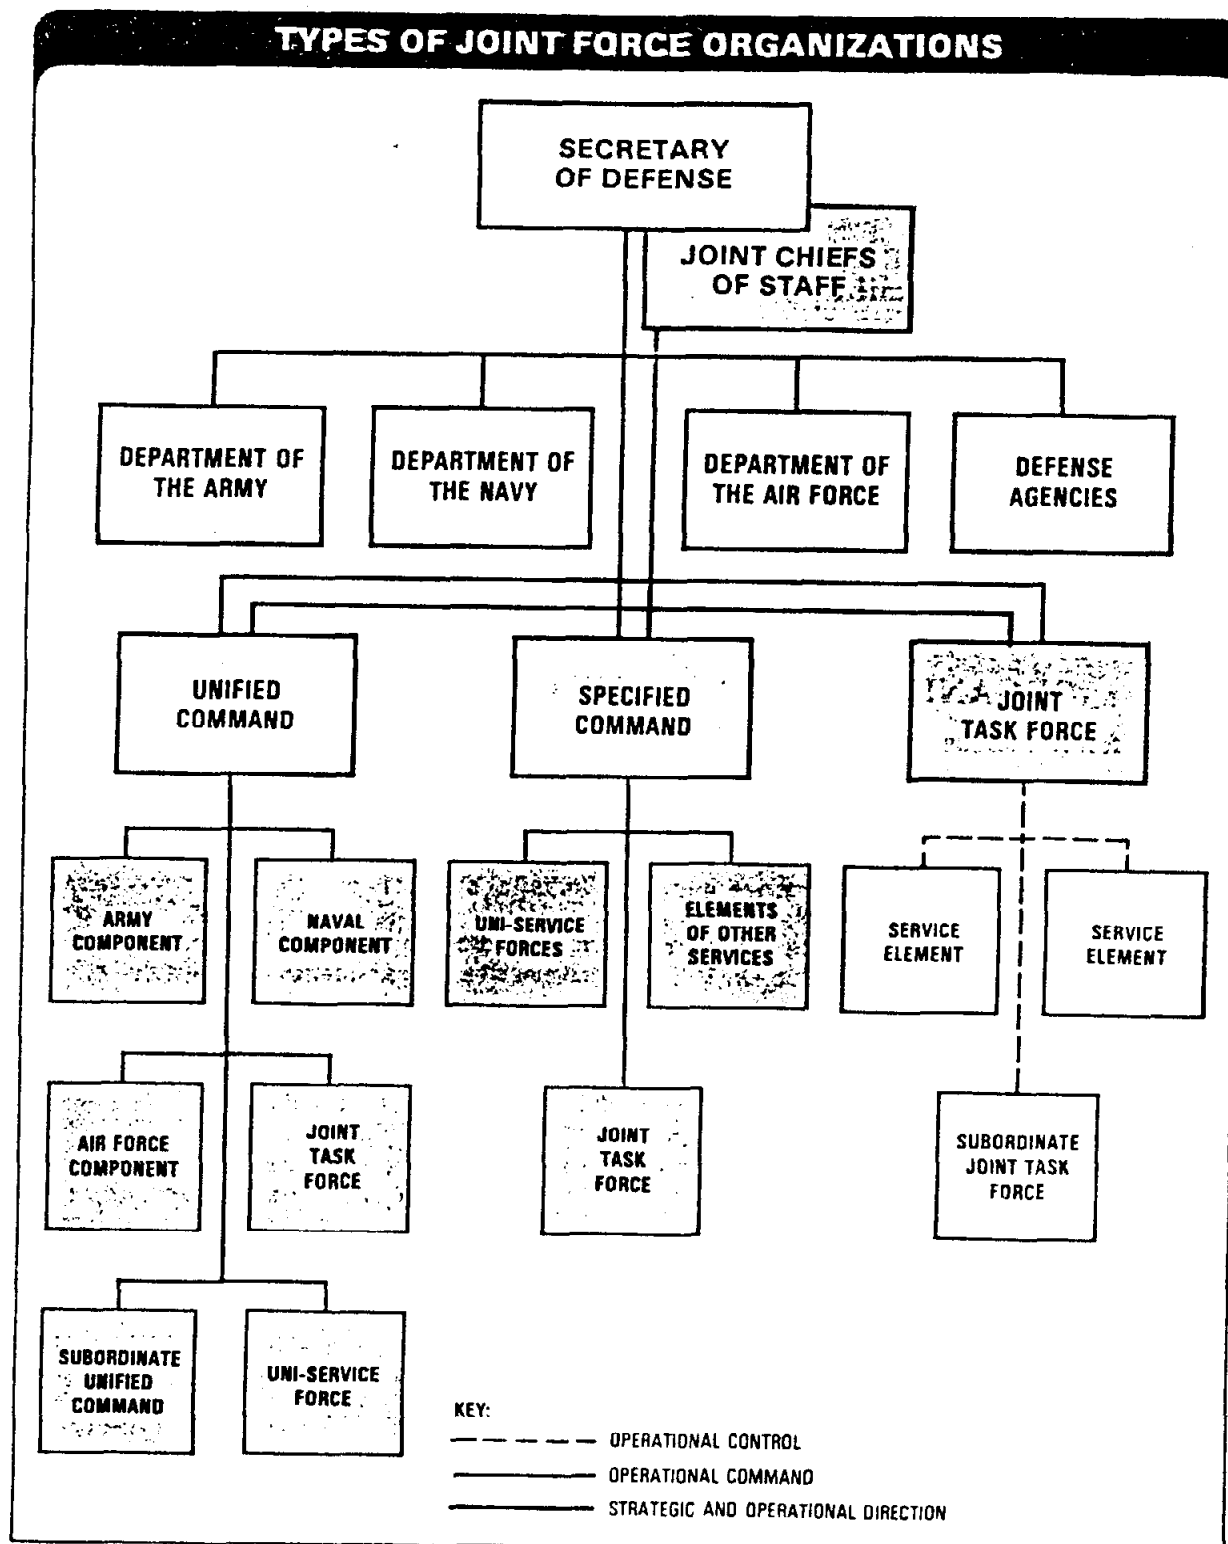 TYPES OF JOINT FORCE ORGANIZATIONS
SECRETARY
OF DEFENSE
JOINT CHIEFS
OF STAFF
DEPARTMENT OF
THE ARMY
DEPARTMENT OF
THE NAVY
DEPARTMENT OF
THE AIR FORCE
DEFENSE
AGENCIES
UNIFIED
COMMAND
SPECIFIED
COMMAND
JOINT
TASK FORCE
ARMY
COMPONENT
NAVAL
COMPONENT
UNI-SERVICE
FORCES
ELEMENTS
OF OTHER
SERVICES
SERVICE
ELEMENT
SERVICE
ELEMENT
AIR FORCE
COMPONENT
JOINT
TASK
FORCE
JOINT
TASK
FORCE
SUBORDINATE
JOINT TASK
FORCE
SUBORDINATE
UNIFIED
COMMAND
UNI-SERVICE
FORCE
KEY:
OPERATIONAL CONTROL
OPERATIONAL COMMAND
STRATEGIC AND OPERATIONAL DIRECTION